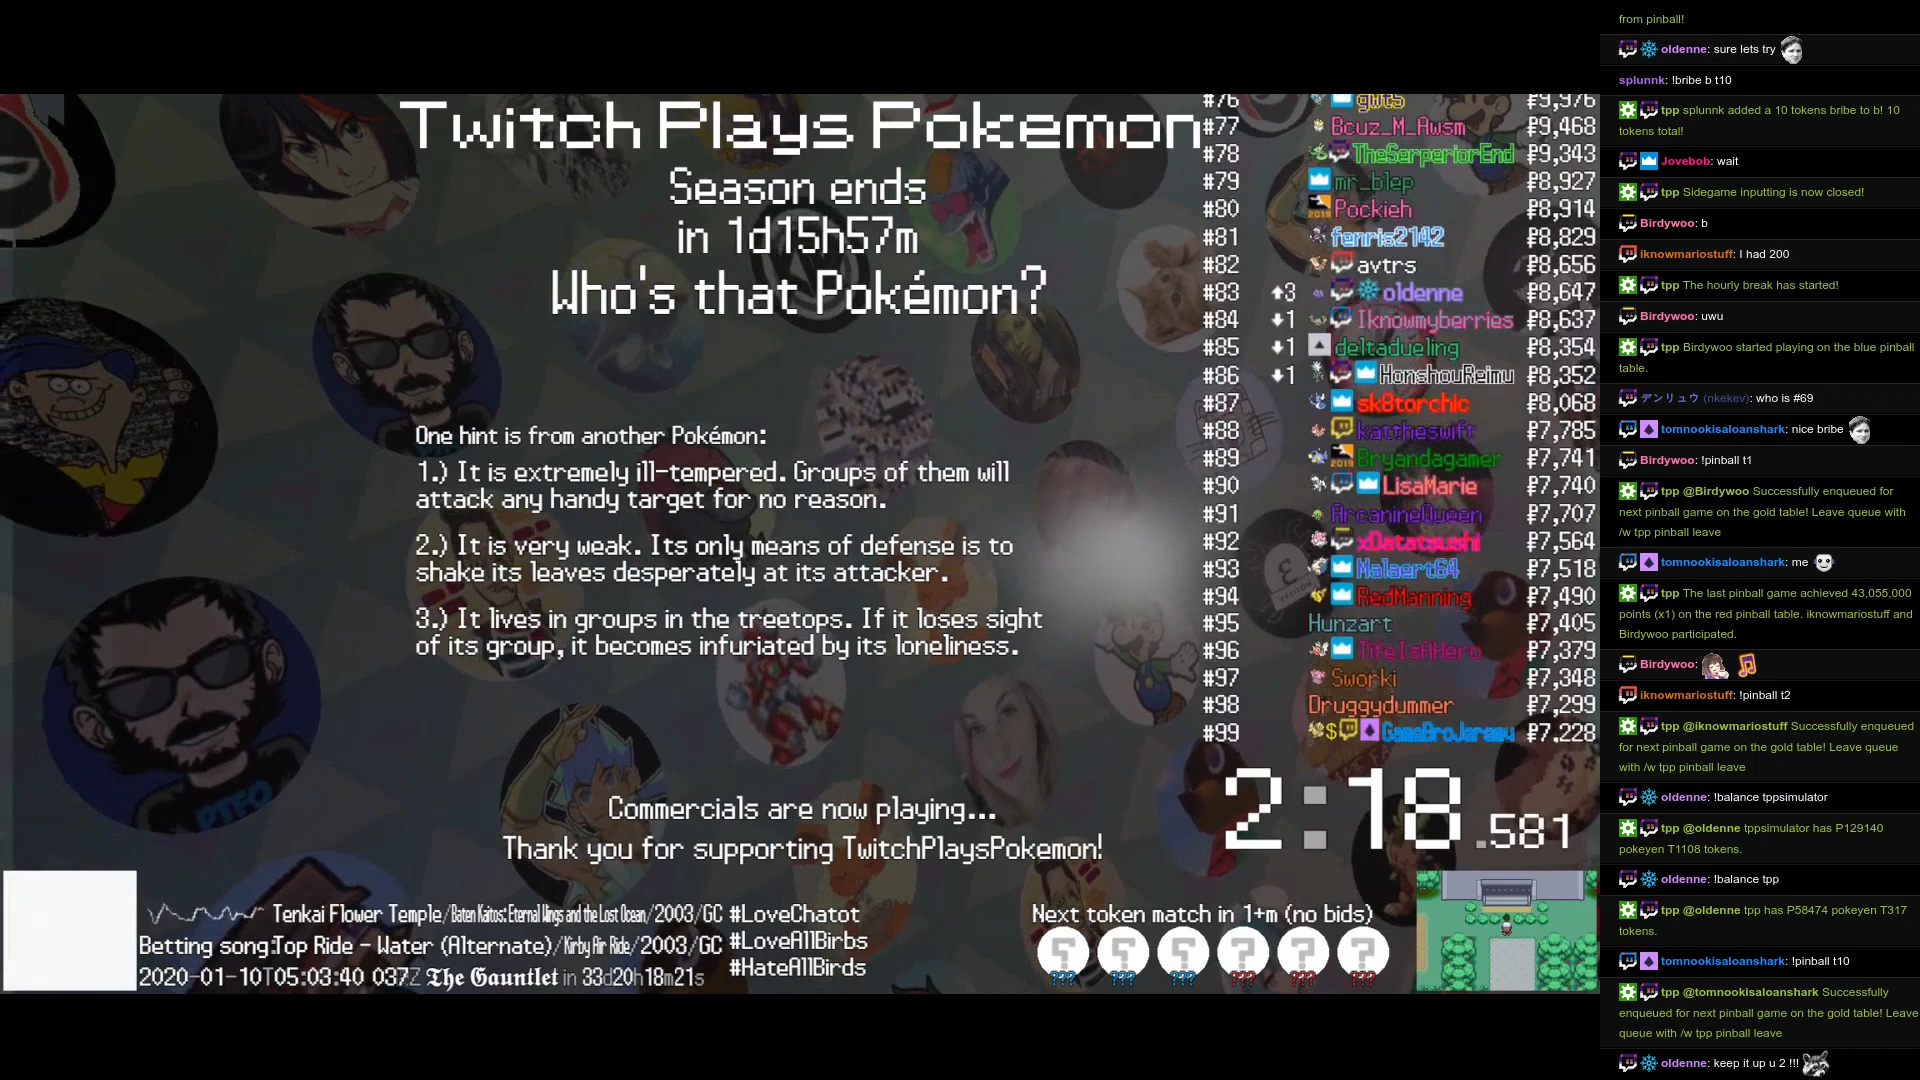 Twitch Plays Pokemon
Season ends
in 1d15h57m
Who's that Pokémon?
One hint is from another Pokémon:
1.) It is extremely ill-tempered. Groups of them will
attack any handy target for no reason.
2.) It is very weak. Its only means of defense is to
shake its leaves desperately at its attacker.
3.) It lives in groups in the treetops. If it loses sight
of its group, it becomes infuriated by its loneliness.
Commercials are now playing...
Thank you for supporting TwitchPlaysPokemon!
#76 gwt5 ₽9,976
#77 Bcuz_M_Awsm ₽9,468
#78 TheSerperiorEnd ₽9,343
#79 mr_blep ₽8,927
#80 2019 Pockieh ₽8,914
#81 fenris2142 ₽8,829
#82 avtrs ₽8,656
#83 3 oldenne ₽8,647
#84 1 Iknowmyberries ₽8,637
#85 1 deltadueling ₽8,354
#86 1 HonshouReimu ₽8,352
#87 sk8torchic ₽8,068
#88 kattheswift ₽7,785
#89 2019 Bryandagamer ₽7,741
#90 LisaMarie ₽7,740
#91 ArcanineQueen ₽7,707
#92 xDatatsushi ₽7,564
#93 Malaert64 ₽7,518
#94 RedManning ₽7,490
#95 Hunzart ₽7,405
#96 TifeIsAHero ₽7,379
#97 Sworki ₽7,348
#98 Druggydummer ₽7,299
#99 $ GameBroJeremy ₽7,228
2:18.581
Tenkai Flower Temple/Baten Kaitos: Eternal Wings and the Lost Ocean/2003/GC
Betting song:Top Ride - Water (Alternate)/Kirby Air Ride/2003/GC
2020-01-10T05:03:40 037Z The Gauntlet in 33d20h18m21s
#LoveChatot
#LoveAllBirbs
#HateAllBirds
Next token match in 1+m (no bids)
? ? ? ? ? ?
??? ??? ??? ??? ??? ???
from pinball!
oldenne: sure lets try
splunnk: !bribe b t10
tpp splunnk added a 10 tokens bribe to b! 10
tokens total!
Jovebob: wait
tpp Sidegame inputting is now closed!
Birdywoo: b
iknowmariostuff: I had 200
tpp The hourly break has started!
Birdywoo: uwu
tpp Birdywoo started playing on the blue pinball
table.
デンリュウ (nkekev): who is #69
tomnookisaloanshark: nice bribe
Birdywoo: !pinball t1
tpp @Birdywoo Successfully enqueued for
next pinball game on the gold table! Leave queue with
/w tpp pinball leave
tomnookisaloanshark: me
tpp The last pinball game achieved 43,055,000
points (x1) on the red pinball table. iknowmariostuff and
Birdywoo participated.
Birdywoo:
iknowmariostuff: !pinball t2
tpp @iknowmariostuff Successfully enqueued
for next pinball game on the gold table! Leave queue
with /w tpp pinball leave
oldenne: !balance tppsimulator
tpp @oldenne tppsimulator has P129140
pokeyen T1108 tokens.
oldenne: !balance tpp
tpp @oldenne tpp has P58474 pokeyen T317
tokens.
tomnookisaloanshark: !pinball t10
tpp @tomnookisaloanshark Successfully
enqueued for next pinball game on the gold table! Leave
queue with /w tpp pinball leave
oldenne: keep it up u 2 !!!